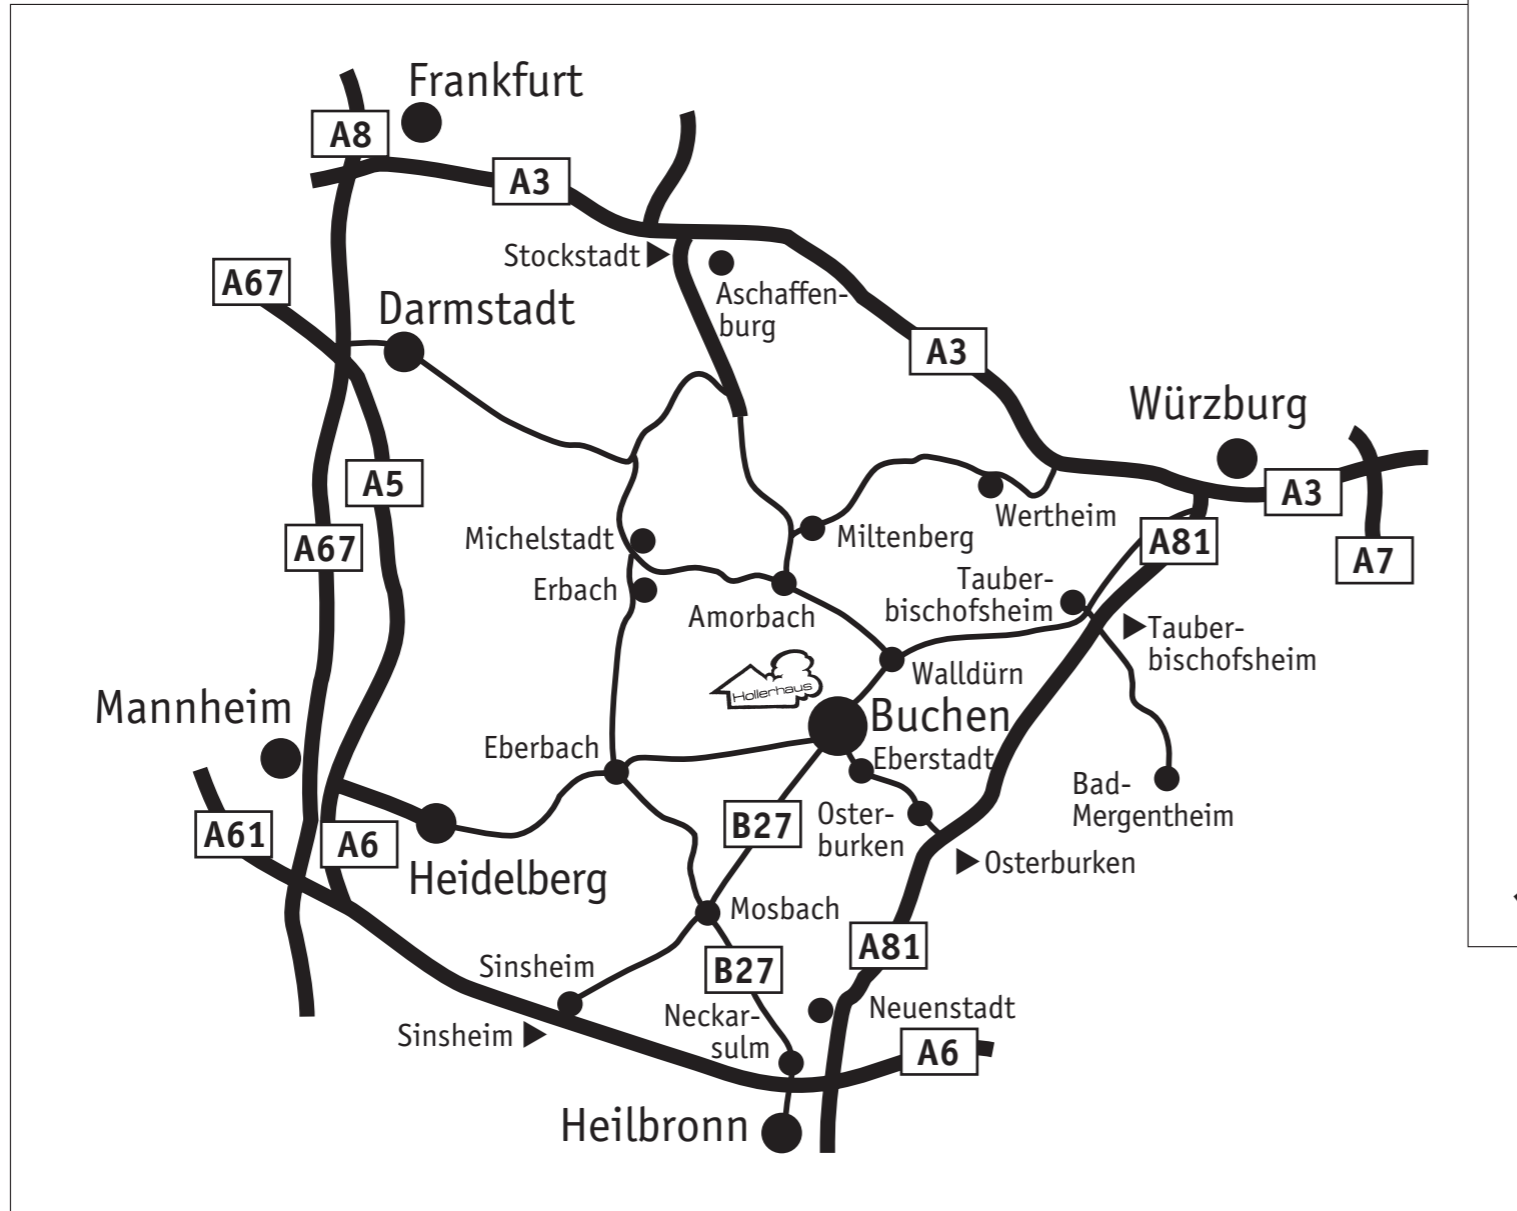 Frankfurt
A8
A3
Stockstadt
A67
Aschaffen-
burg
Darmstadt
A3
Würzburg
A5
A3
Wertheim
A67
Michelstadt
Miltenberg
A81
A7
Erbach
Tauber-
bischofsheim
Amorbach
Tauber-
bischofsheim
Walldürn
Hollerhaus
Mannheim
Buchen
Eberbach
Eberstadt
Bad-
Mergentheim
A61
A6
B27
Oster-
burken
Osterburken
Heidelberg
Mosbach
A81
Sinsheim
B27
Neuenstadt
Sinsheim
Neckar-
sulm
A6
Heilbronn